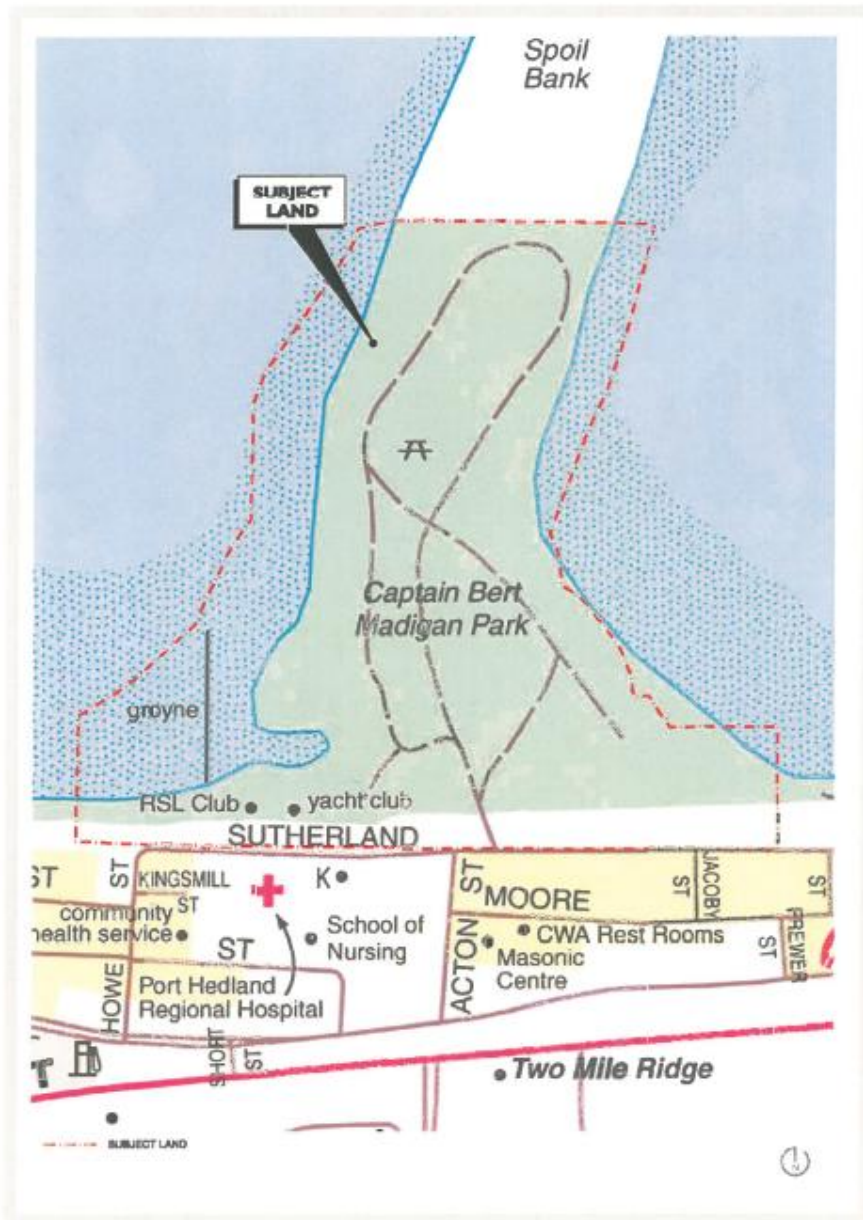 Spoil
Bank
SUBJECT
LAND
Captain Bert
Madigan Park
groyne
RSL Club
yacht club
SUTHERLAND
ST
ST
KINGSMILL
ST
K
ST
MOORE
JACOBY
ST
ST
community
health service
ST
School of
Nursing
CWA Rest Rooms
Masonic
Centre
ST
PREWER
HOWE
Port Hedland
Regional Hospital
ACTON
SHORT
ST
Two Mile Ridge
SUBJECT LAND
N